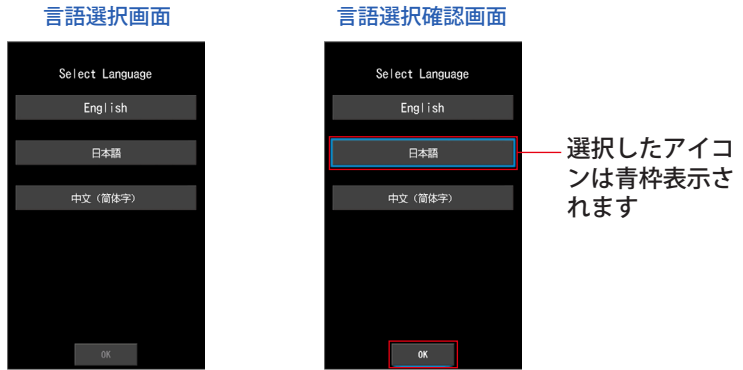 言語選択画面
Select Language
English
日本語
中文（简体字）
OK
言語選択確認画面
Select Language
English
日本語
中文（简体字）
OK
選択したアイコ
ンは青枠表示さ
れます